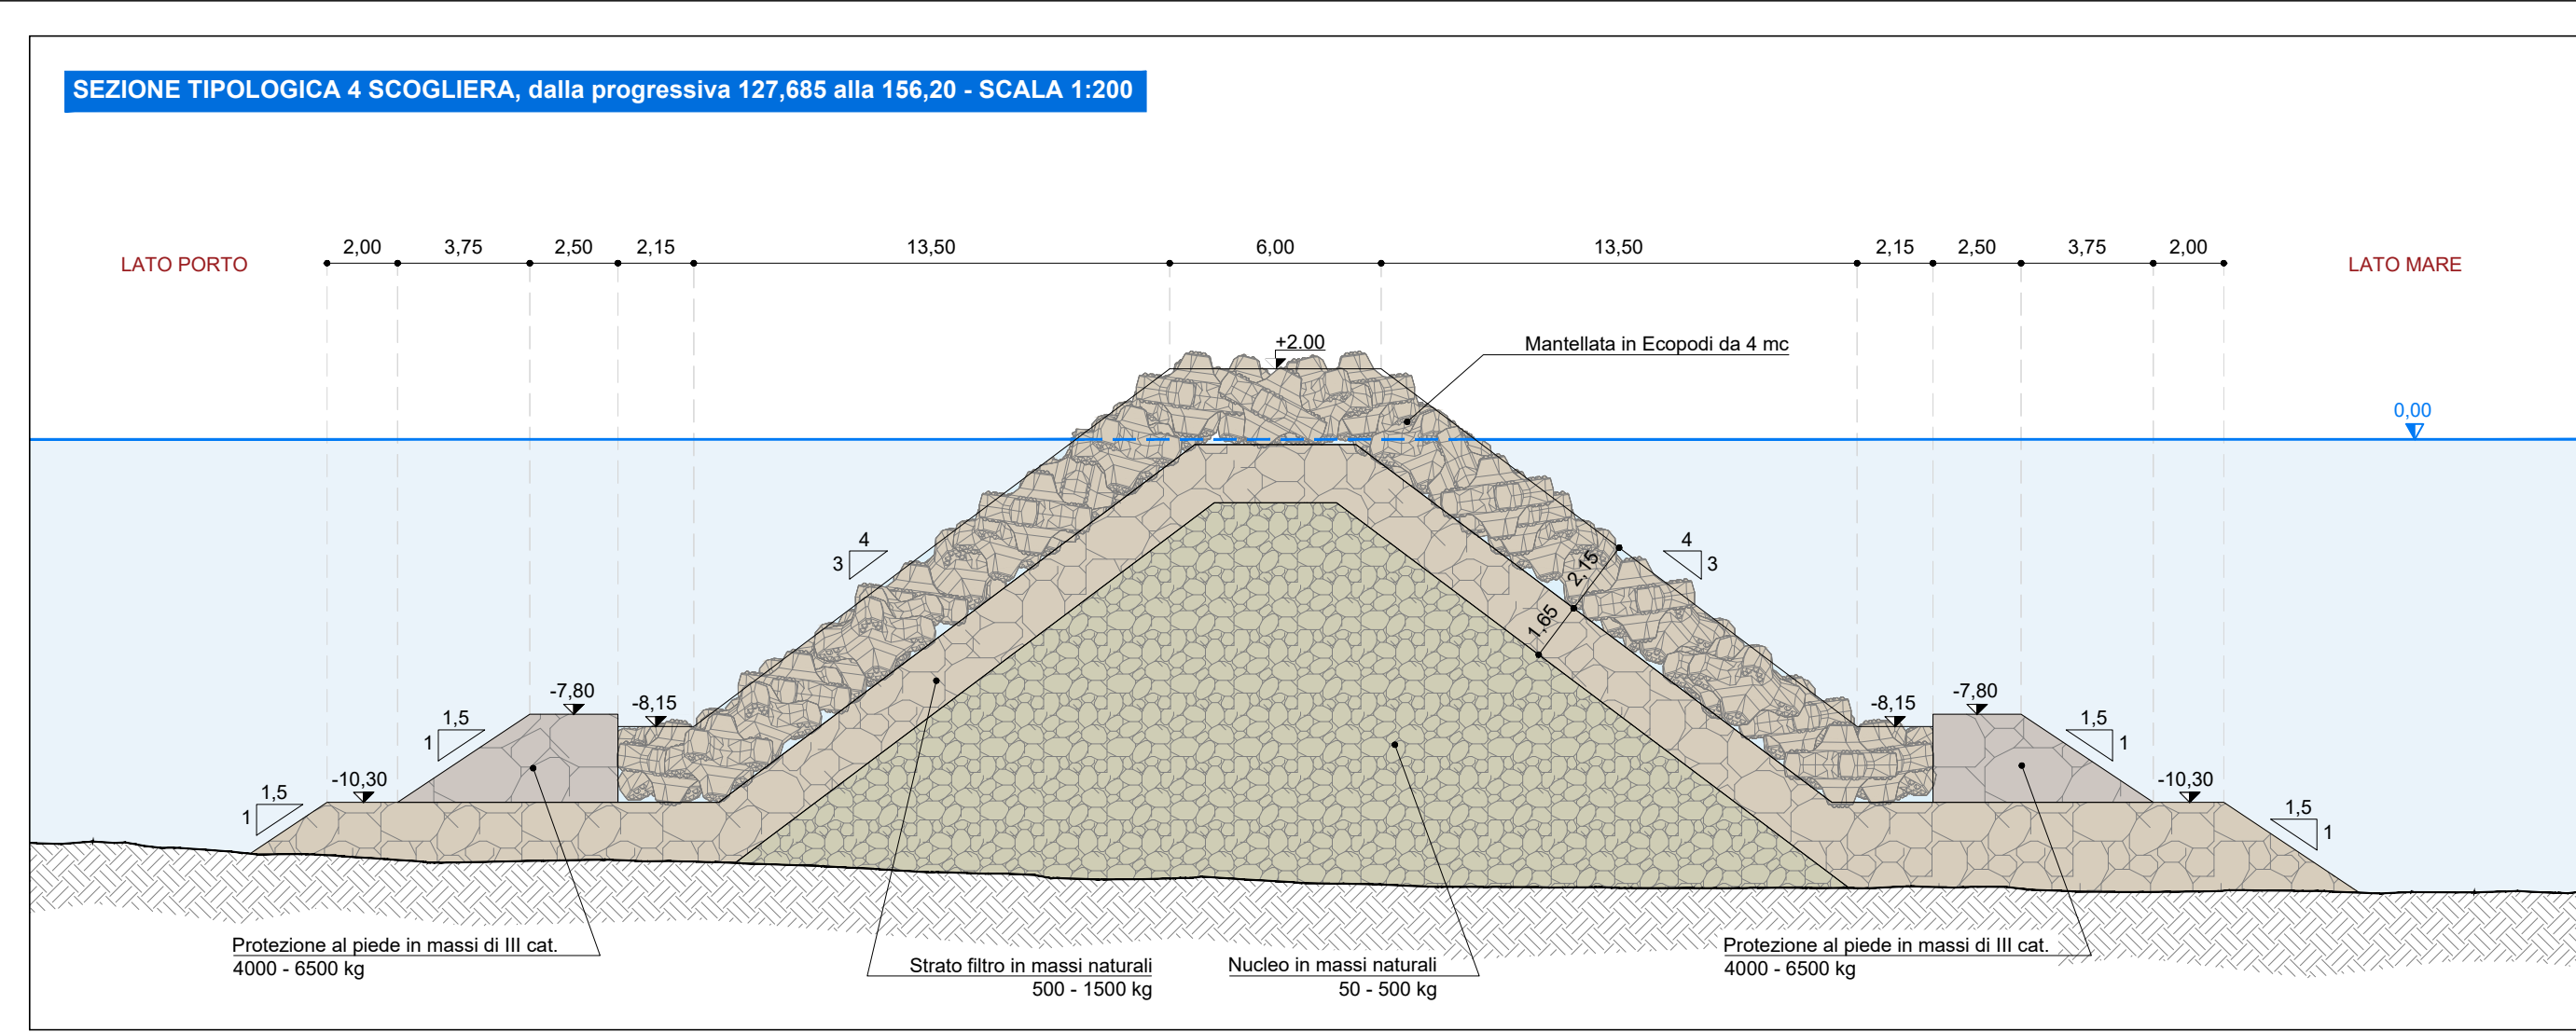 SEZIONE TIPOLOGICA 4 SCOGLIERA, dalla progressiva 127,685 alla 156,20 - SCALA 1:200
LATO PORTO
2,00
3,75
2,50
2,15
13,50
6,00
13,50
2,15
2,50
3,75
2,00
LATO MARE
+2.00
Mantellata in Ecopodi da 4 mc
0,00
4
3
4
3
2,15
1,65
-7,80
-8,15
1,5
1
-10,30
1,5
1
-8,15
-7,80
1,5
1
-10,30
1,5
1
Protezione al piede in massi di III cat.
4000 - 6500 kg
Strato filtro in massi naturali
500 - 1500 kg
Nucleo in massi naturali
50 - 500 kg
Protezione al piede in massi di III cat.
4000 - 6500 kg